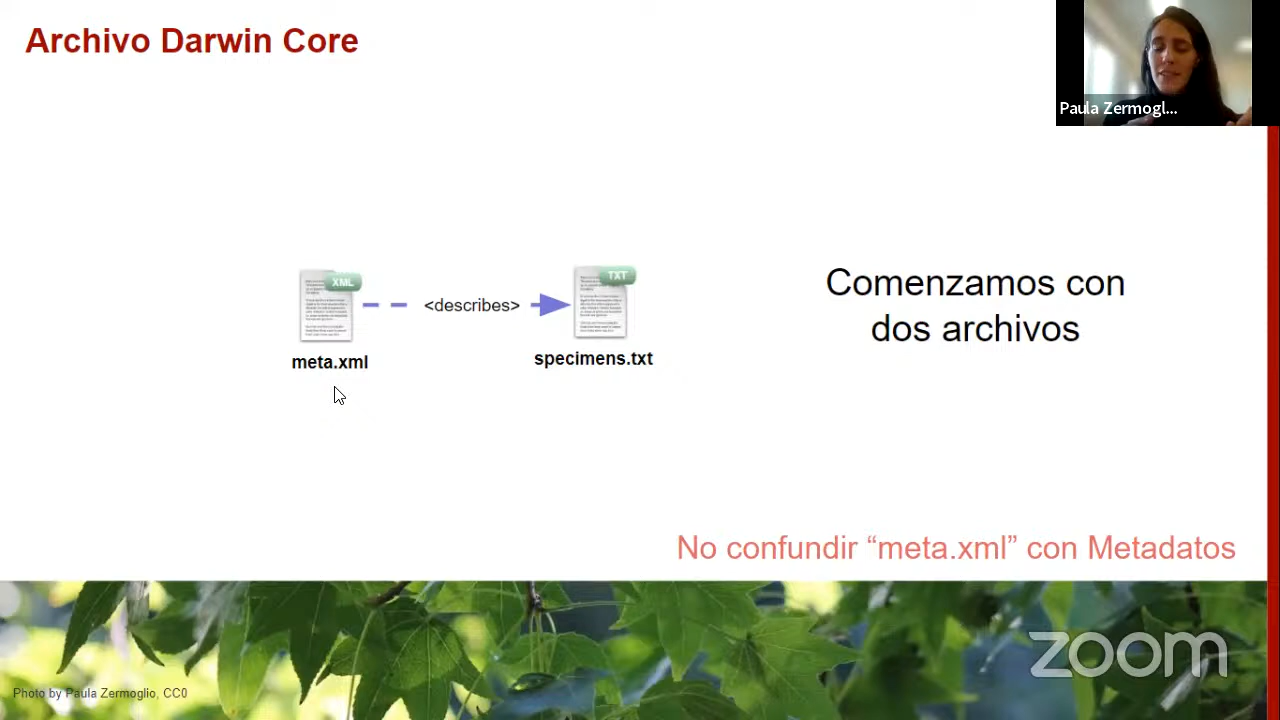 Archivo Darwin Core
Paula Zermogl...
XML
<describes>
TXT
meta.xml
specimens.txt
Comenzamos con
dos archivos
No confundir “meta.xml” con Metadatos
zoom
Photo by Paula Zermoglio, CC0